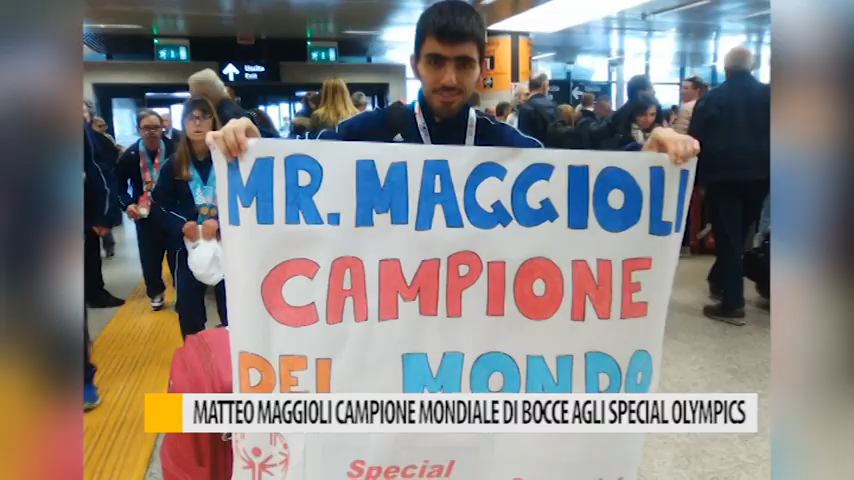 Uscita
Exit
MR. MAGGIOLI
CAMPIONE
DEL MONDO
MATTEO MAGGIOLI CAMPIONE MONDIALE DI BOCCE AGLI SPECIAL OLYMPICS
Special